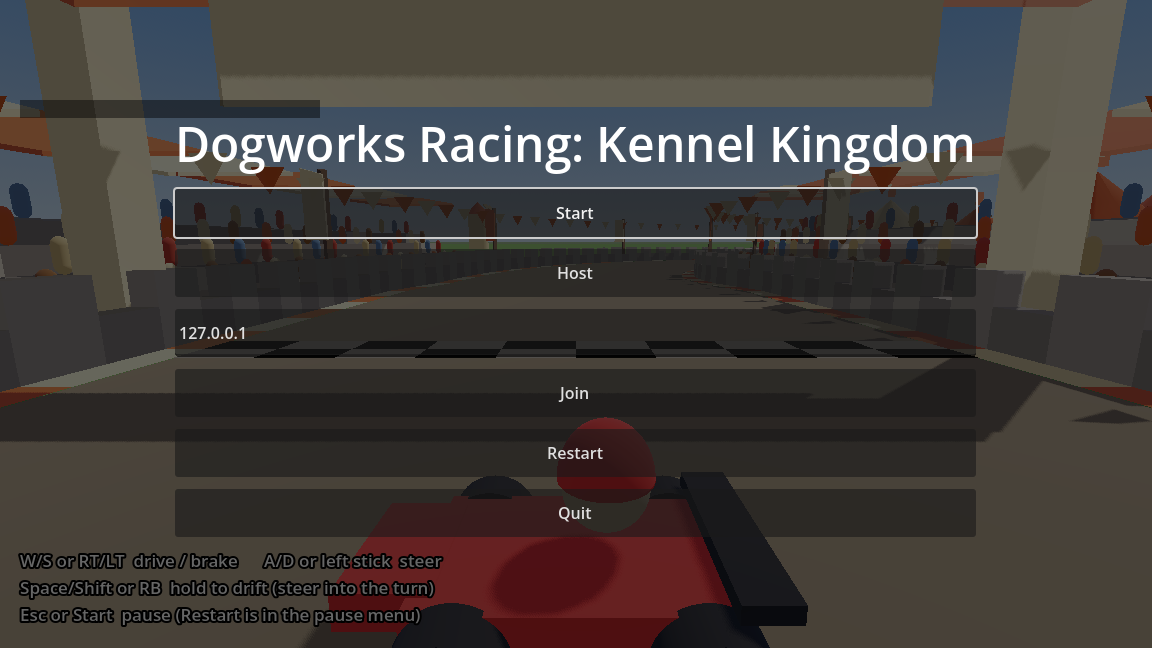 Dogworks Racing: Kennel Kingdom
Start
Host
127.0.0.1
Join
Restart
Quit
W/S or RT/LT  drive / brake     A/D or left stick  steer
Space/Shift or RB  hold to drift (steer into the turn)
Esc or Start  pause (Restart is in the pause menu)